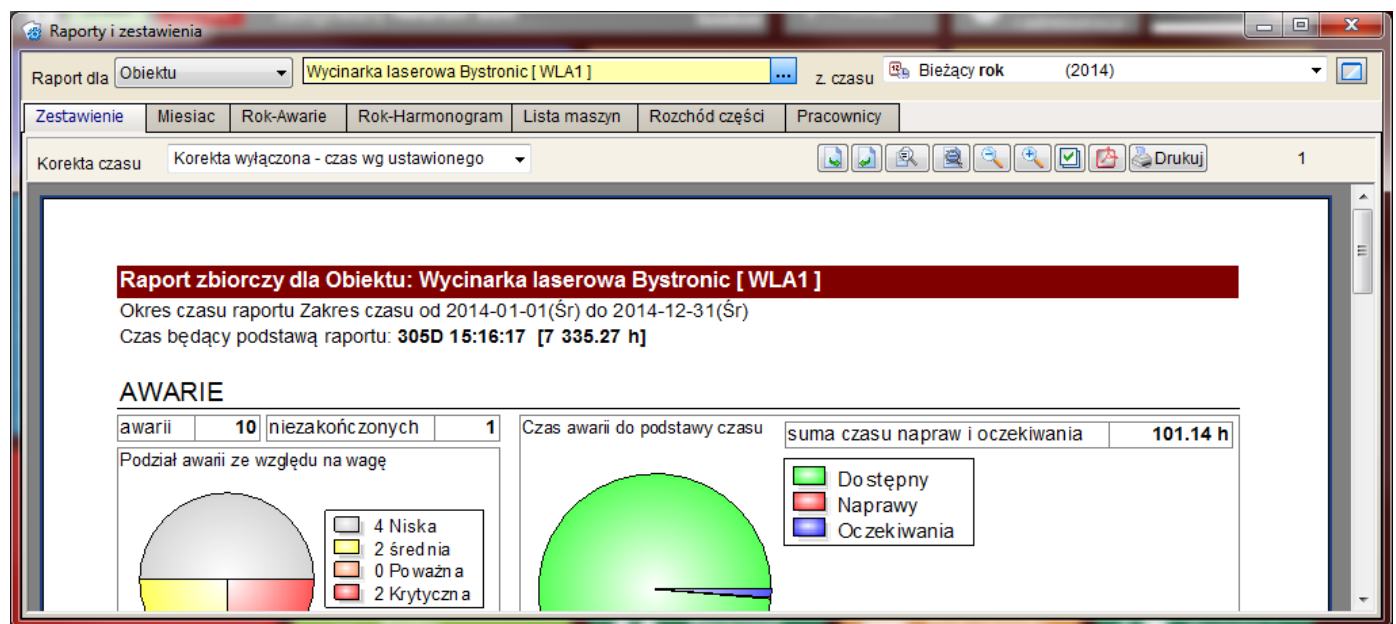 Raporty i zestawienia
Raport dla Obiektu Wycinarka laserowa Bystronic [ WLA1 ] ... z. czasu Bieżący rok (2014)
Zestawienie Miesiac Rok-Awarie Rok-Harmonogram Lista maszyn Rozchód części Pracownicy
Korekta czasu Korekta wyłączona - czas wg ustawionego Drukuj 1
Raport zbiorczy dla Obiektu: Wycinarka laserowa Bystronic [ WLA1 ]
Okres czasu raportu Zakres czasu od 2014-01-01(Śr) do 2014-12-31(Śr)
Czas będący podstawą raportu: 305D 15:16:17 [7 335.27 h]
AWARIE
awarii 10 niezakończonych 1
Podział awarii ze względu na wagę
4 Niska
2 średnia
0 Poważna
2 Krytyczna
Czas awarii do podstawy czasu
suma czasu napraw i oczekiwania 101.14 h
Dostępny
Naprawy
Oczekiwania